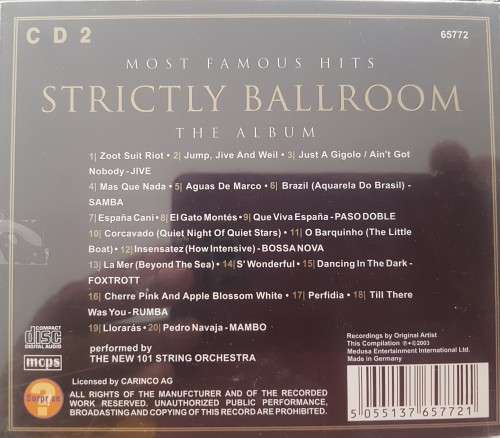 CD2
65772
MOST FAMOUS HITS
STRICTLY BALLROOM
THE ALBUM
1| Zoot Suit Riot • 2| Jump, Jive And Weil • 3| Just A Gigolo / Ain't Got
Nobody - JIVE
4| Mas Que Nada • 5| Aguas De Marco • 6| Brazil (Aquarela Do Brasil) -
SAMBA
7| España Cani • 8| El Gato Montés • 9| Que Viva España - PASO DOBLE
10| Corcavado (Quiet Night Of Quiet Stars) • 11| O Barquinho (The Little
Boat) • 12| Insensatez (How Intensive) - BOSSA NOVA
13| La Mer (Beyond The Sea) • 14| S' Wonderful • 15| Dancing In The Dark -
FOXTROTT
16| Cherre Pink And Apple Blossom White • 17| Perfidia • 18| Till There
Was You - RUMBA
19| Llorarás • 20| Pedro Navaja - MAMBO
performed by
THE NEW 101 STRING ORCHESTRA
COMPACT
disc
DIGITAL AUDIO
mcps
Recordings by Original Artist
This Compilation ℗ + © 2003
Medusa Entertainment International Ltd.
Made in EC.
Licensed by CARINCO AG
Surprise
ALL RIGHTS OF THE MANUFCTURER AND OF THE RECORDED
WORK RESERVED. UNAUTHORIZED PUBLIC PERFORMANCE,
BROADCASTING AND COPYING OF THIS RECORD ARE PROHIBITED.
5 055137 657721